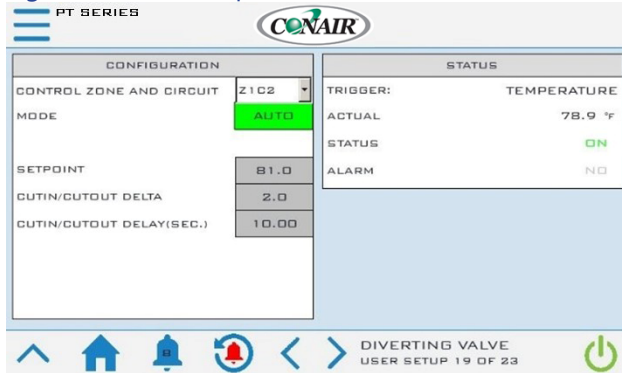 PT SERIES
CONAIR
CONFIGURATION
CONTROL ZONE AND CIRCUIT Z1C2
MODE AUTO
SETPOINT 81.0
CUTIN/CUTOUT DELTA 2.0
CUTIN/CUTOUT DELAY(SEC.) 10.00
STATUS
TRIGGER: TEMPERATURE
ACTUAL 78.9 °F
STATUS ON
ALARM NO
DIVERTING VALVE
USER SETUP 19 OF 23